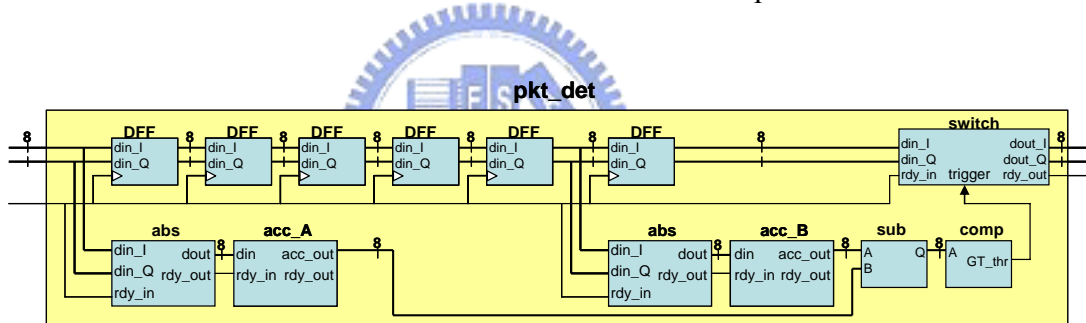 pkt_det
8 DFF 8 DFF 8 DFF 8 DFF 8 DFF 8 DFF 8 switch 8
din_I din_I din_I din_I din_I din_I din_I dout_I
din_Q din_Q din_Q din_Q din_Q din_Q din_Q dout_Q
rdy_in trigger rdy_out
abs acc_A abs acc_B sub comp
din_I dout 8 din acc_out 8 din_I dout 8 din acc_out 8 A Q 8 A
din_Q rdy_out rdy_in rdy_out din_Q rdy_out rdy_in rdy_out B GT_thr
rdy_in rdy_in